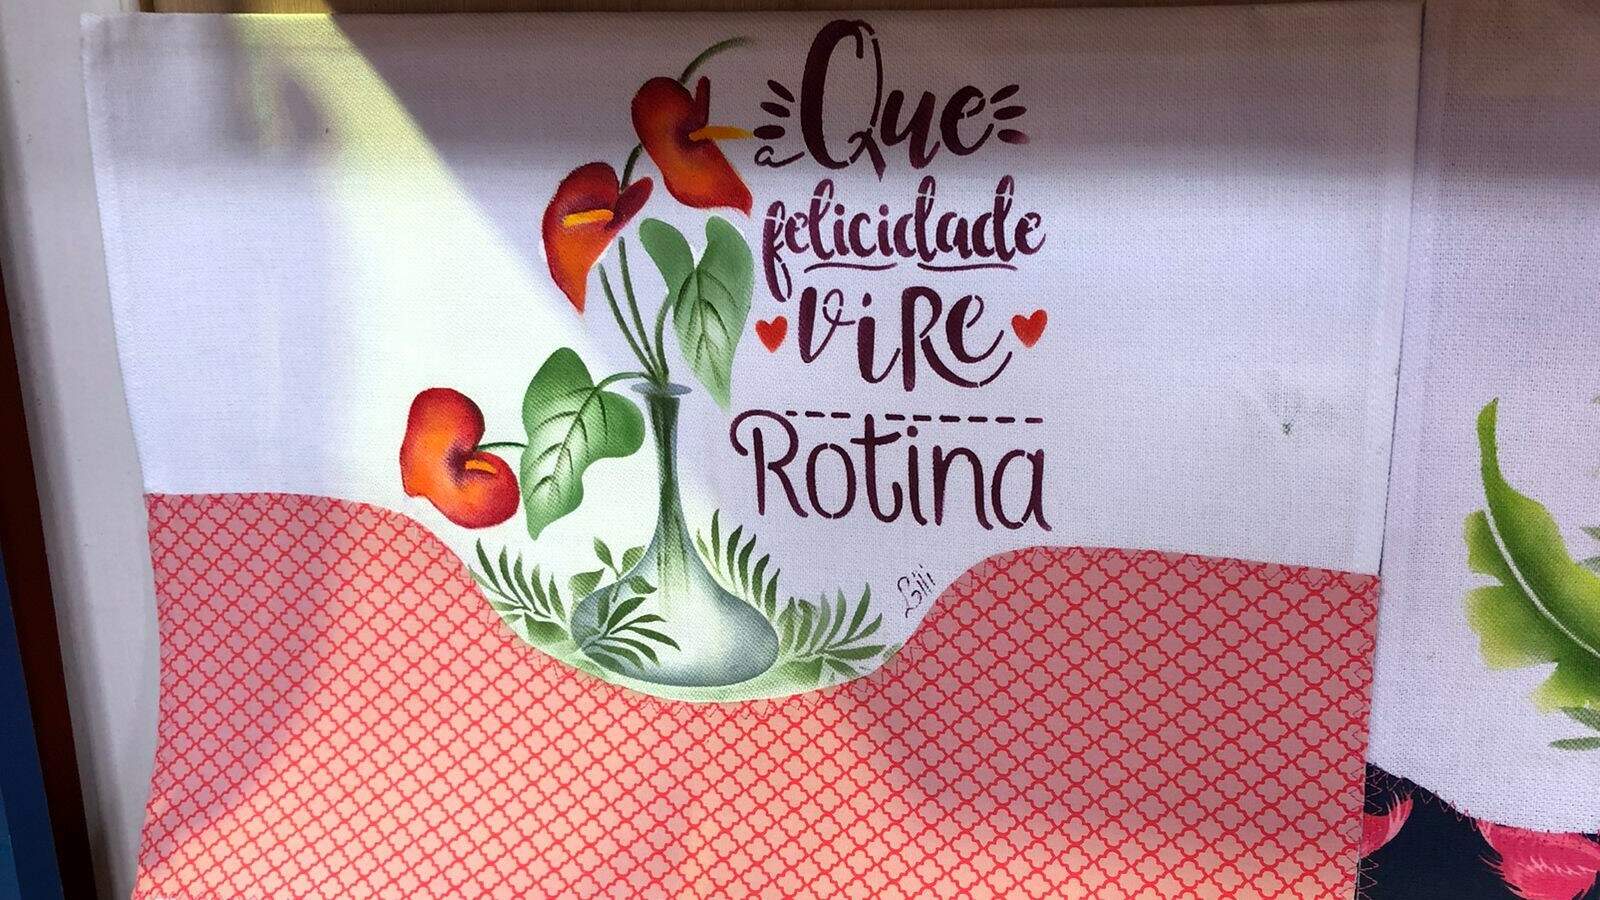 Que
a felicidade
ViRe
Rotina
Lili